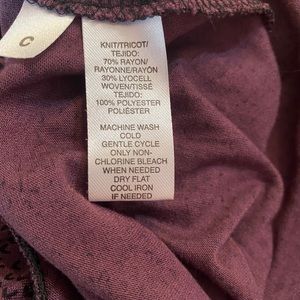 C
KNIT/TRICOT/
TEJIDO:
70% RAYON/
RAYONNE/RAYÓN
30% LYOCELL
WOVEN/TISSÉ
TEJIDO:
100% POLYESTER
POLIÉSTER
MACHINE WASH
COLD
GENTLE CYCLE
ONLY NON-
CHLORINE BLEACH
WHEN NEEDED
DRY FLAT
COOL IRON
IF NEEDED